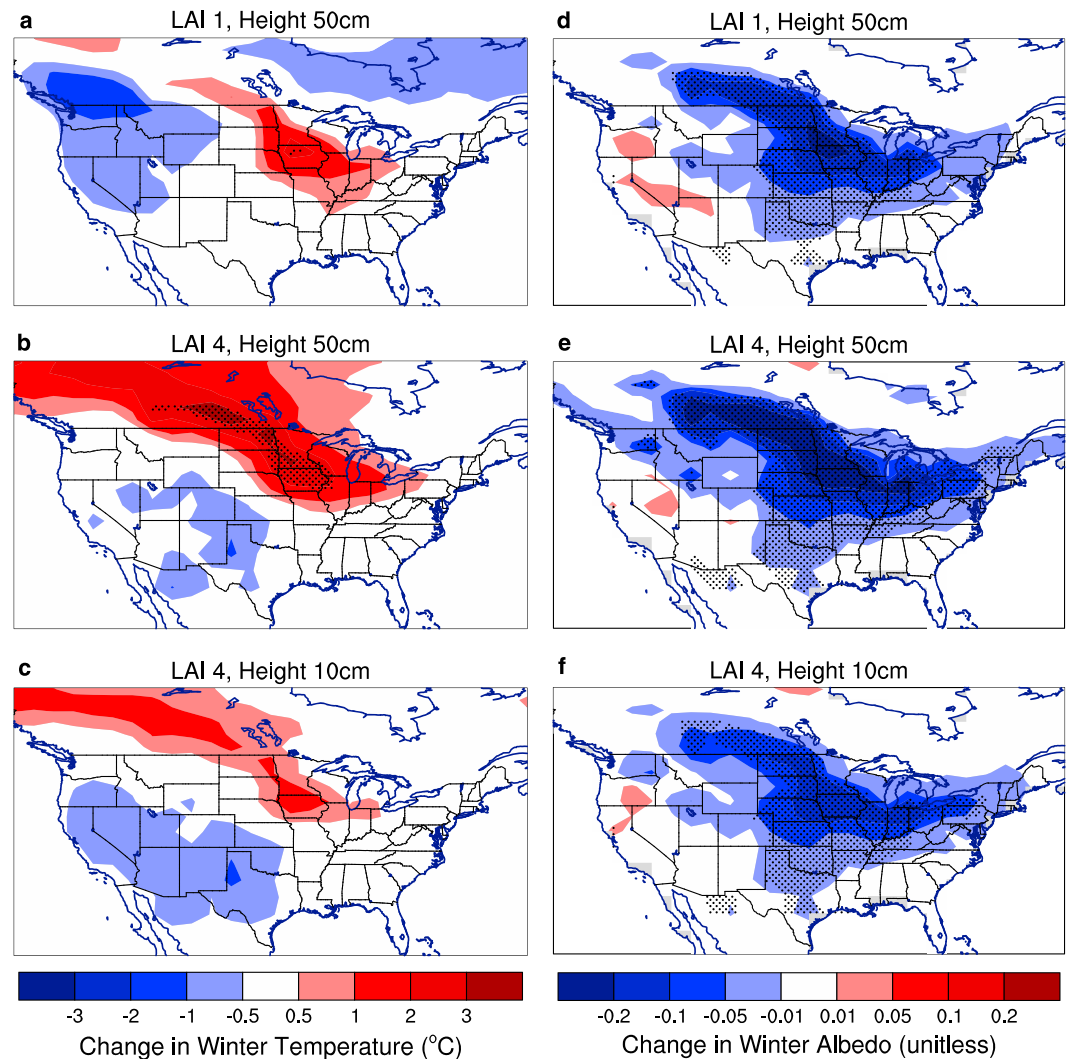 a
LAI 1, Height 50cm
d
LAI 1, Height 50cm
b
LAI 4, Height 50cm
e
LAI 4, Height 50cm
c
LAI 4, Height 10cm
f
LAI 4, Height 10cm
-3 -2 -1 -0.5 0.5 1 2 3
Change in Winter Temperature (°C)
-0.2 -0.1 -0.05 -0.01 0.01 0.05 0.1 0.2
Change in Winter Albedo (unitless)